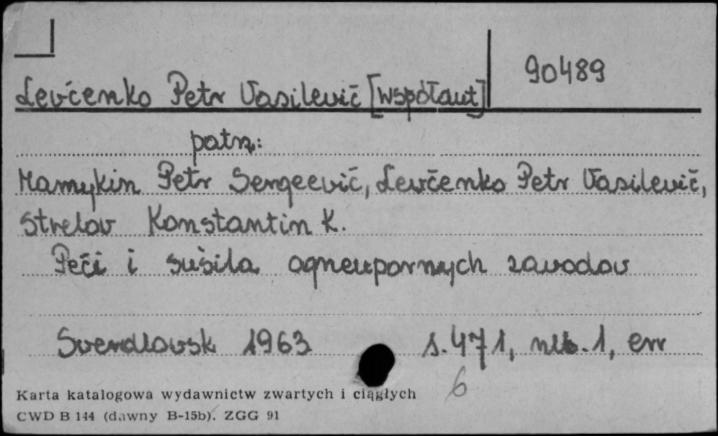 90489
Levčenko Petr Vasilevič [współaut]
patrz:
Mamykin Petr Sergeevič, Levčenko Petr Vasilevič,
Strelov Konstantin K.
Peči i sušila ogneupornych zavodov
Sverdlovsk 1963 s. 471, nlb. 1, err
6
Karta katalogowa wydawnictw zwartych i ciągłych
CWD B 144 (dawny B-15b). ZGG 91